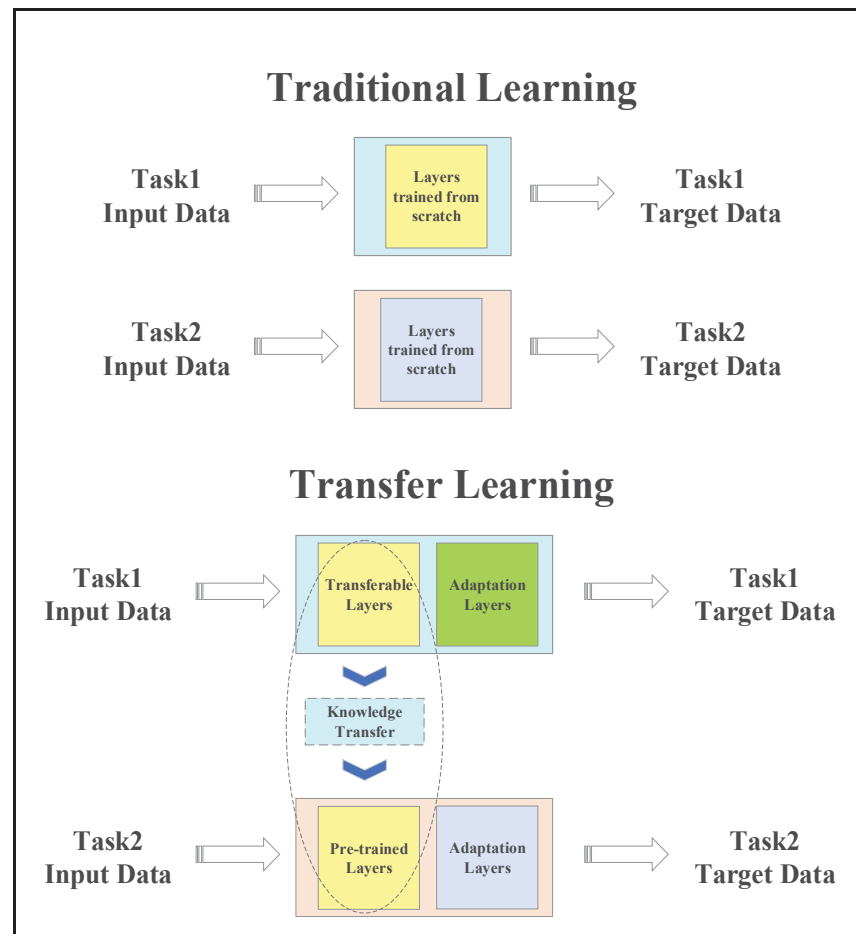 Traditional Learning
Task1
Input Data
Layers
trained from
scratch
Task1
Target Data
Task2
Input Data
Layers
trained from
scratch
Task2
Target Data
Transfer Learning
Task1
Input Data
Transferable
Layers
Adaptation
Layers
Task1
Target Data
Knowledge
Transfer
Task2
Input Data
Pre-trained
Layers
Adaptation
Layers
Task2
Target Data